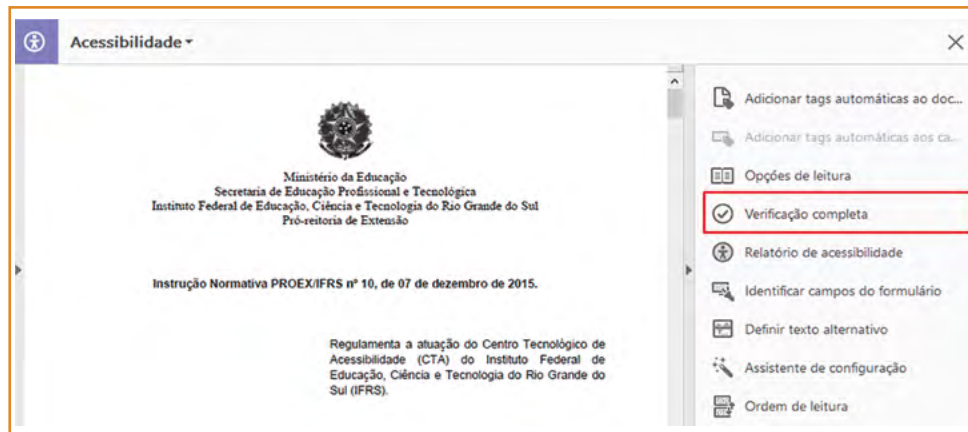 Acessibilidade
Ministério da Educação
Secretaria de Educação Profissional e Tecnológica
Instituto Federal de Educação, Ciência e Tecnologia do Rio Grande do Sul
Pró-reitoria de Extensão
Instrução Normativa PROEX/IFRS nº 10, de 07 de dezembro de 2015.
Regulamenta a atuação do Centro Tecnológico de
Acessibilidade (CTA) do Instituto Federal de
Educação, Ciência e Tecnologia do Rio Grande do
Sul (IFRS).
Adicionar tags automáticas ao doc...
Adicionar tags automáticas aos ca...
Opções de leitura
Verificação completa
Relatório de acessibilidade
Identificar campos do formulário
Definir texto alternativo
Assistente de configuração
Ordem de leitura